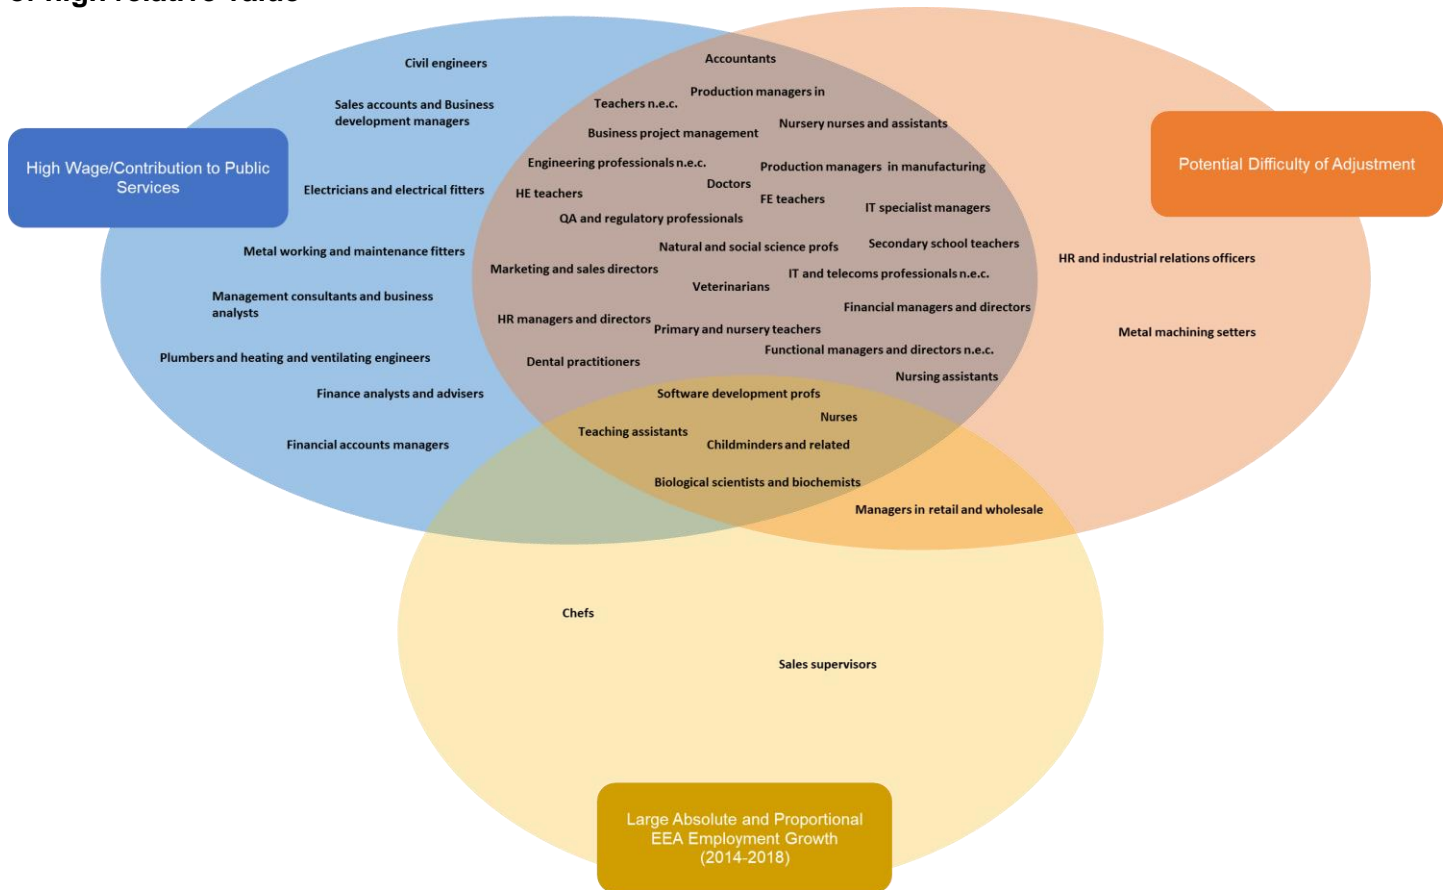 of high relative value
Civil engineers
Accountants
Sales accounts and Business
development managers
Teachers n.e.c.
Production managers in
Business project management
Nursery nurses and assistants
High Wage/Contribution to Public
Services
Potential Difficulty of Adjustment
Engineering professionals n.e.c.
Production managers in manufacturing
Electricians and electrical fitters
HE teachers
Doctors
FE teachers
IT specialist managers
QA and regulatory professionals
Metal working and maintenance fitters
Natural and social science profs
Secondary school teachers
HR and industrial relations officers
Marketing and sales directors
IT and telecoms professionals n.e.c.
Veterinarians
Management consultants and business
analysts
Financial managers and directors
HR managers and directors
Primary and nursery teachers
Metal machining setters
Plumbers and heating and ventilating engineers
Dental practitioners
Functional managers and directors n.e.c.
Nursing assistants
Finance analysts and advisers
Software development profs
Nurses
Teaching assistants
Financial accounts managers
Childminders and related
Biological scientists and biochemists
Managers in retail and wholesale
Chefs
Sales supervisors
Large Absolute and Proportional
EEA Employment Growth
(2014-2018)